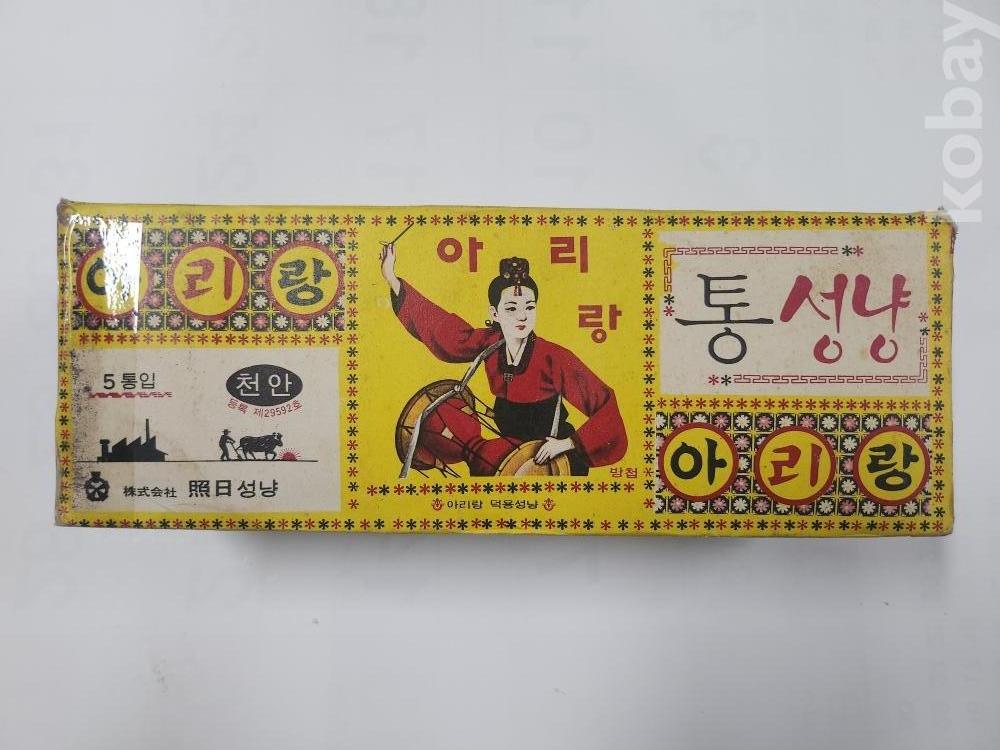 kobay
아리랑
5통입
천안
등록 제29592호
株式会社 照日성냥
아리
랑
방첩
아리랑 덕용성냥
통성냥
아리랑